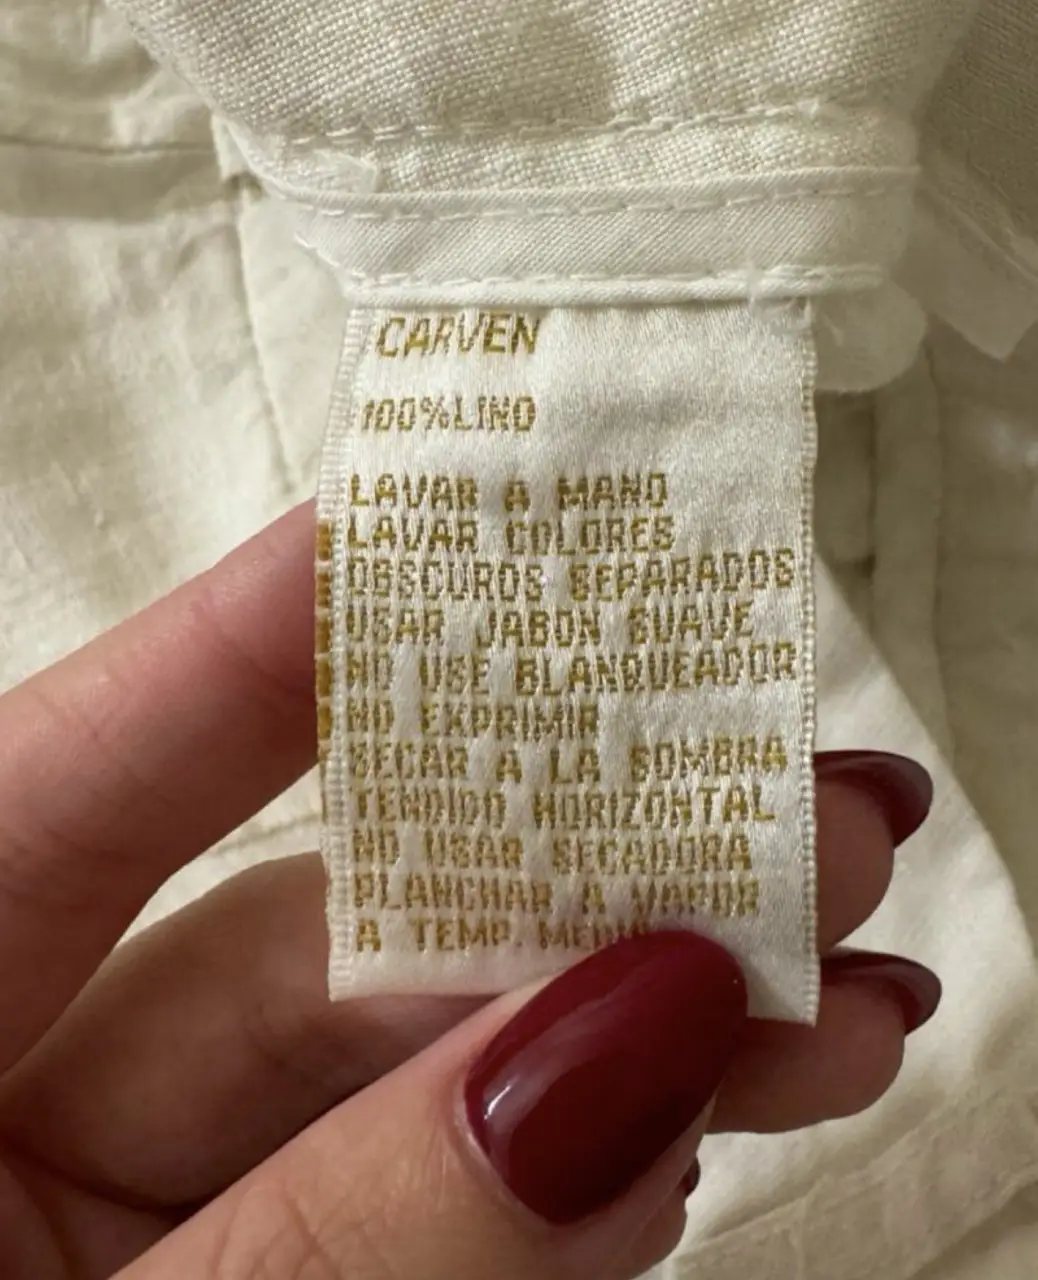 CARVEN
100%LINO
LAVAR A MANO
LAVAR COLORES
OBSCUROS SEPARADOS
USAR JABON SUAVE
NO USE BLANQUEADOR
NO EXPRIMIR
SECAR A LA SOMBRA
TENDIDO HORIZONTAL
NO USAR SECADORA
PLANCHAR A VAPOR
A TEMP. MEDIA